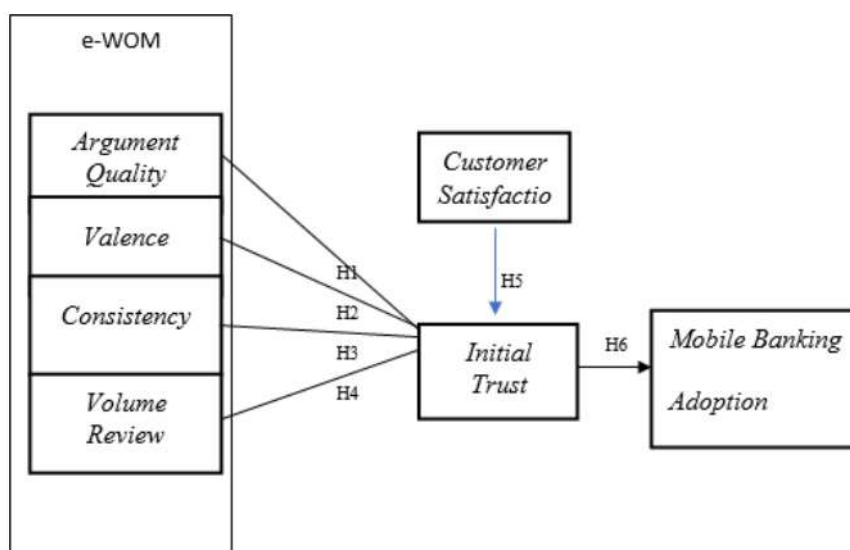 e-WOM
Argument
Quality
Valence
Consistency
Volume
Review
Customer
Satisfactio
H1
H2
H3
H4
H5
Initial
Trust
H6
Mobile Banking
Adoption